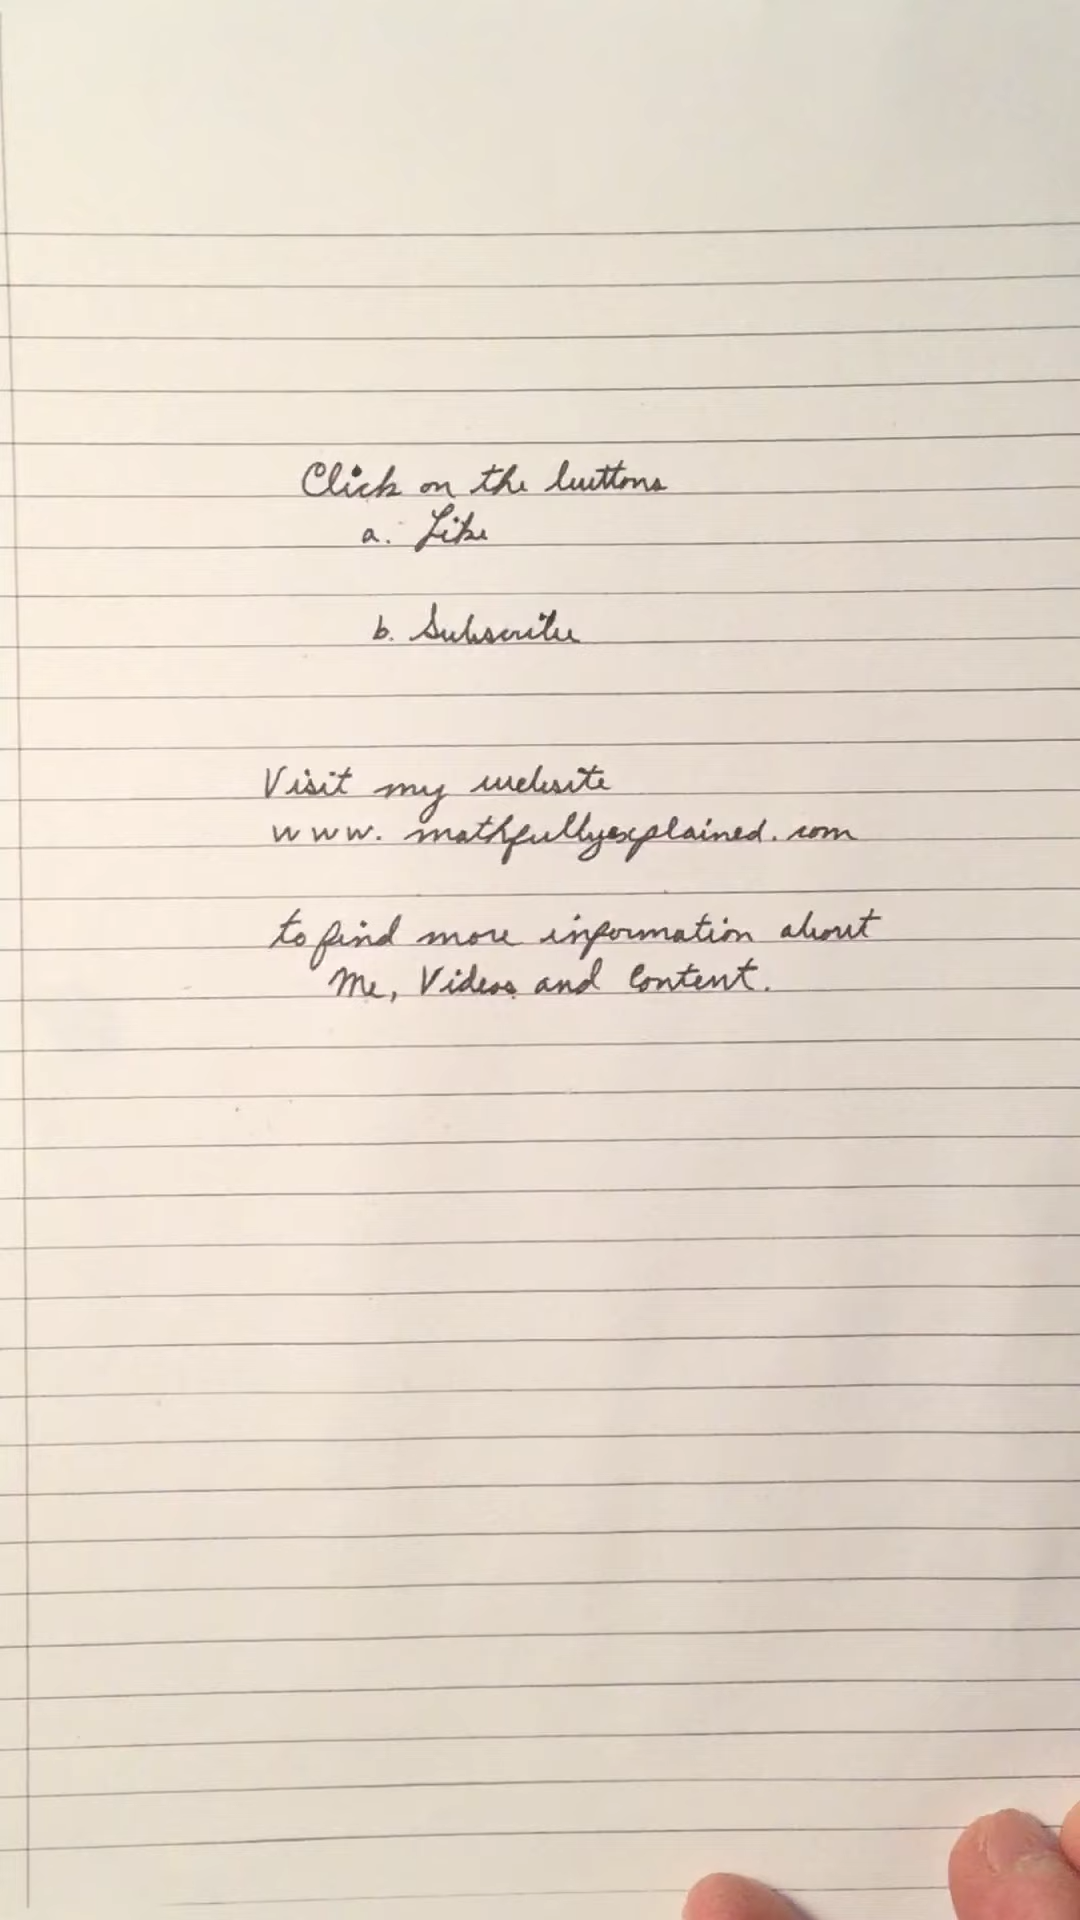 Click on the buttons
a. Like
b. Subscribe
Visit my website
www. mathfullyexplained.com
to find more information about
Me, Videos and Content.